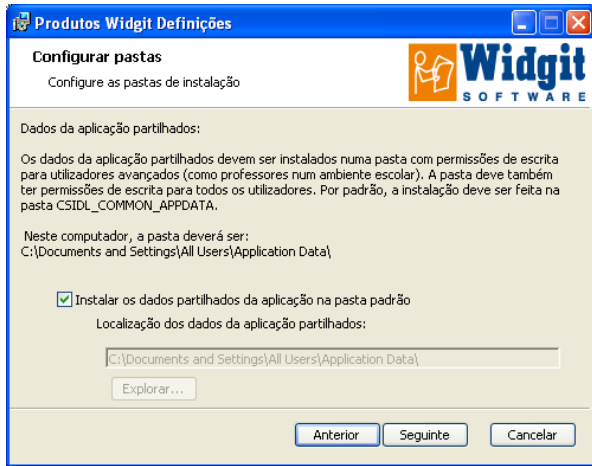 Produtos Widgit Definições
Configurar pastas
Configure as pastas de instalação
Widgit
SOFTWARE
Dados da aplicação partilhados:
Os dados da aplicação partilhados devem ser instalados numa pasta com permissões de escrita
para utilizadores avançados (como professores num ambiente escolar). A pasta deve também
ter permissões de escrita para todos os utilizadores. Por padrão, a instalação deve ser feita na
pasta CSIDL_COMMON_APPDATA.
Neste computador, a pasta deverá ser:
C:\Documents and Settings\All Users\Application Data\
Instalar os dados partilhados da aplicação na pasta padrão
Localização dos dados da aplicação partilhados:
C:\Documents and Settings\All Users\Application Data\
Explorar...
Anterior
Seguinte
Cancelar